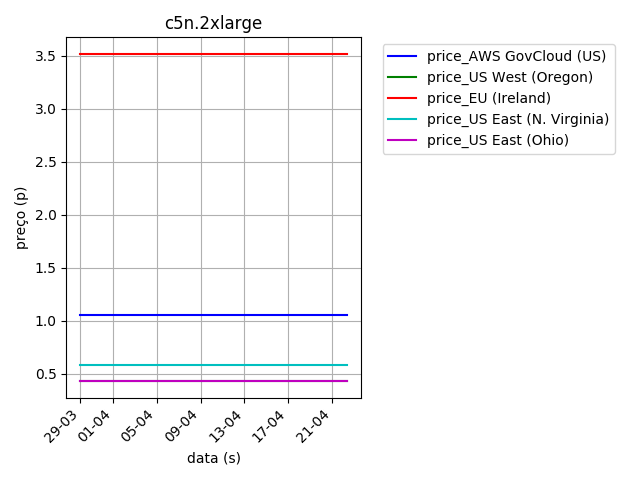 c5n.2xlarge
preço (p)
3.5
3.0
2.5
2.0
1.5
1.0
0.5
29-03
01-04
05-04
09-04
13-04
17-04
21-04
data (s)
price_AWS GovCloud (US)
price_US West (Oregon)
price_EU (Ireland)
price_US East (N. Virginia)
price_US East (Ohio)